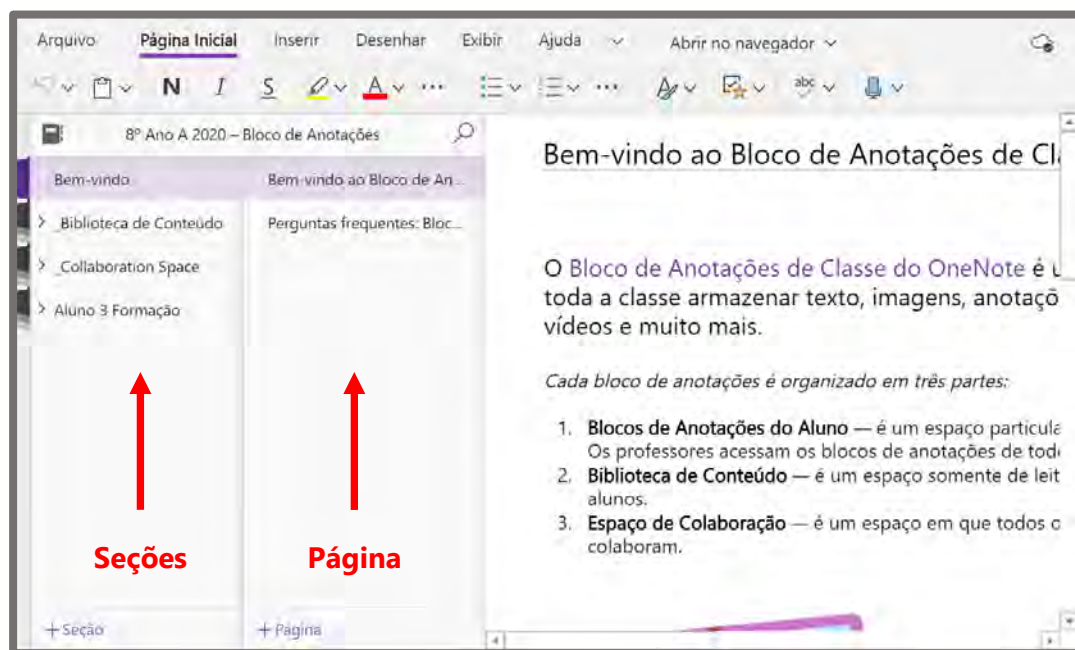 Arquivo Página Inicial Inserir Desenhar Exibir Ajuda Abrir no navegador
N I S A abc
8º Ano A 2020 – Bloco de Anotações
Bem-vindo
_Biblioteca de Conteúdo
_Collaboration Space
Aluno 3 Formação
Seções
+ Seção
Bem-vindo ao Bloco de An...
Perguntas frequentes: Bloc...
Página
+ Página
Bem-vindo ao Bloco de Anotações de Cl
O Bloco de Anotações de Classe do OneNote é
toda a classe armazenar texto, imagens, anotaçõ
vídeos e muito mais.
Cada bloco de anotações é organizado em três partes:
1. Blocos de Anotações do Aluno — é um espaço particula
Os professores acessam os blocos de anotações de tod
2. Biblioteca de Conteúdo — é um espaço somente de leit
alunos.
3. Espaço de Colaboração — é um espaço em que todos o
colaboram.